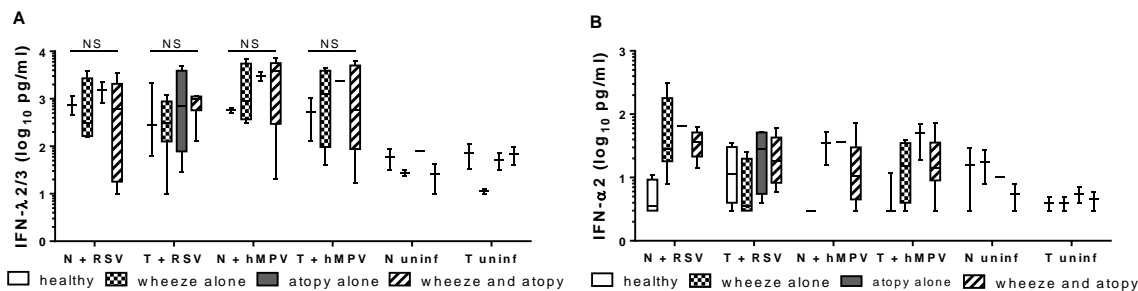 A
NS NS NS NS
IFN-λ2/3 (log10 pg/ml)
4
3
2
1
0
N + RSV T + RSV N + hMPV T + hMPV N uninf T uninf
healthy wheeze alone atopy alone wheeze and atopy
B
IFN-α2 (log10 pg/ml)
3
2
1
0
N + RSV T + RSV N + hMPV T + hMPV N uninf T uninf
healthy wheeze alone atopy alone wheeze and atopy